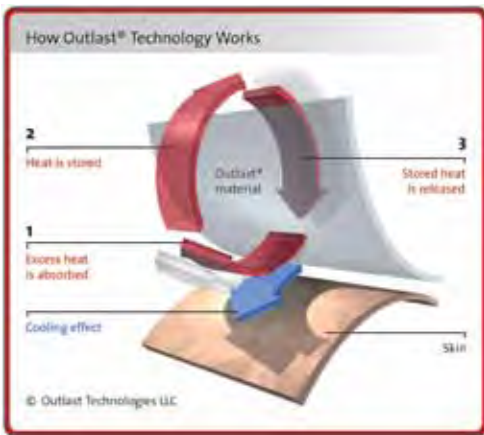 How Outlast® Technology Works
2
Heat is stored
3
Stored heat
is released
Outlast®
material
1
Excess heat
is absorbed
Cooling effect
Skin
© Outlast Technologies LLC